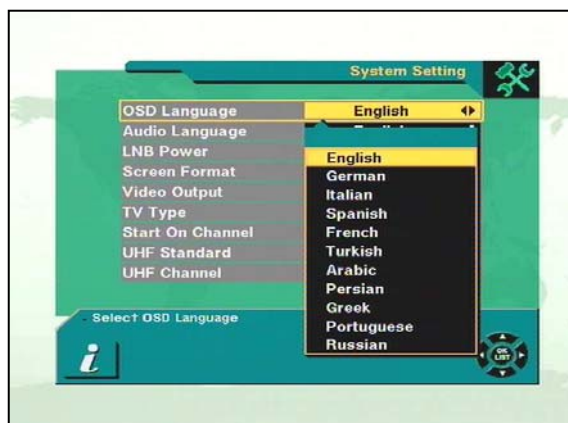 System Setting
OSD Language English
Audio Language
LNB Power
Screen Format
Video Output
TV Type
Start On Channel
UHF Standard
UHF Channel
English
German
Italian
Spanish
French
Turkish
Arabic
Persian
Greek
Portuguese
Russian
- Select OSD Language
i
OK
LIST